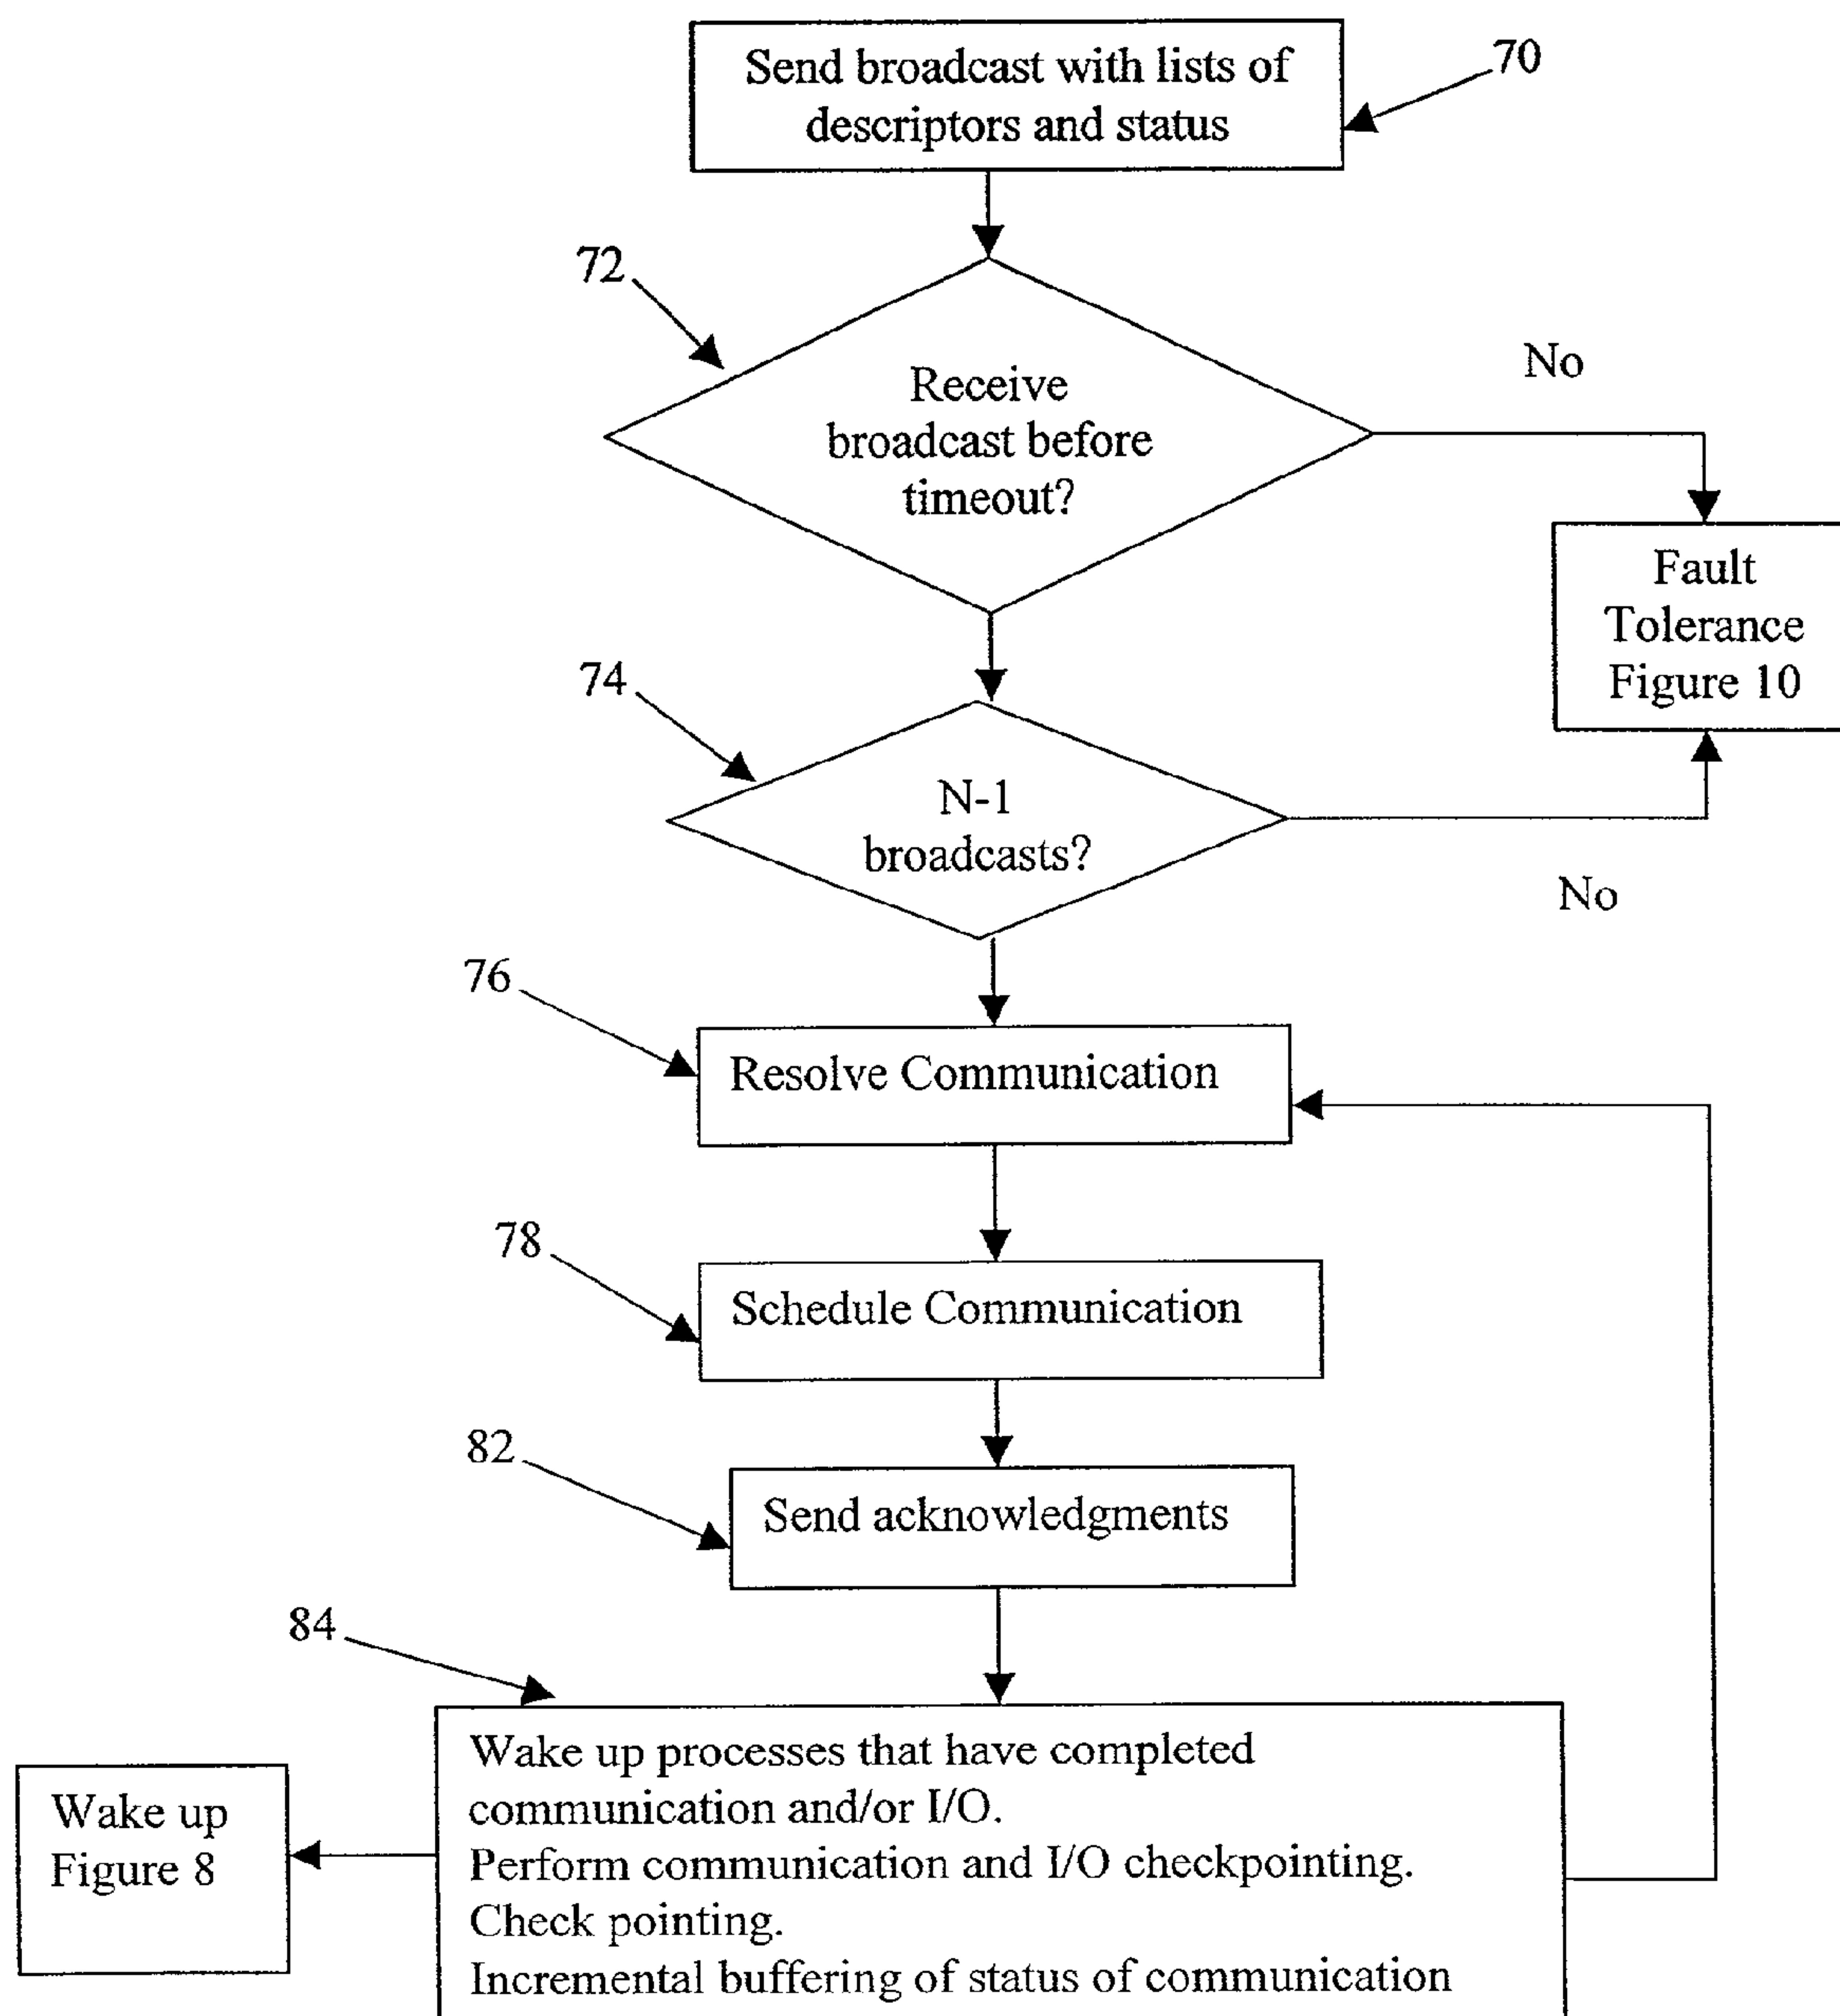 Send broadcast with lists of
descriptors and status
70
72
Receive
broadcast before
timeout?
No
Fault
Tolerance
Figure 10
74
N-1
broadcasts?
No
76
Resolve Communication
78
Schedule Communication
82
Send acknowledgments
84
Wake up processes that have completed
communication and/or I/O.
Perform communication and I/O checkpointing.
Check pointing.
Incremental buffering of status of communication
Wake up
Figure 8